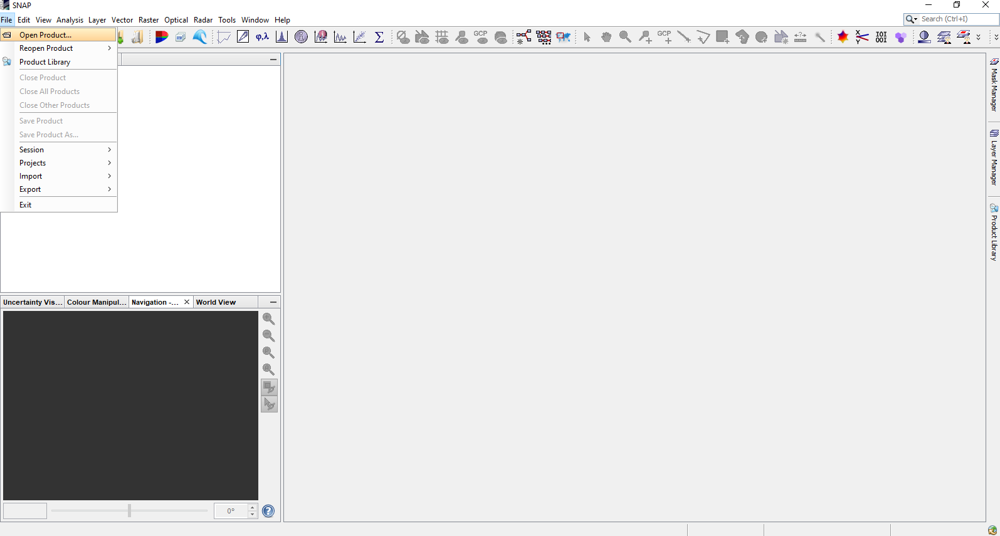 SNAP
File Edit View Analysis Layer Vector Raster Optical Radar Tools Window Help
Search (Ctrl+I)
Open Product...
Reopen Product
Product Library
Close Product
Close All Products
Close Other Products
Save Product
Save Product As...
Session
Projects
Import
Export
Exit
φ,λ
Σ
GCP
GCP
X
Y
IOI
OOI
Mask Manager
Layer Manager
Product Library
Uncertainty Vis... Colour Manipul... Navigation -... World View
0°